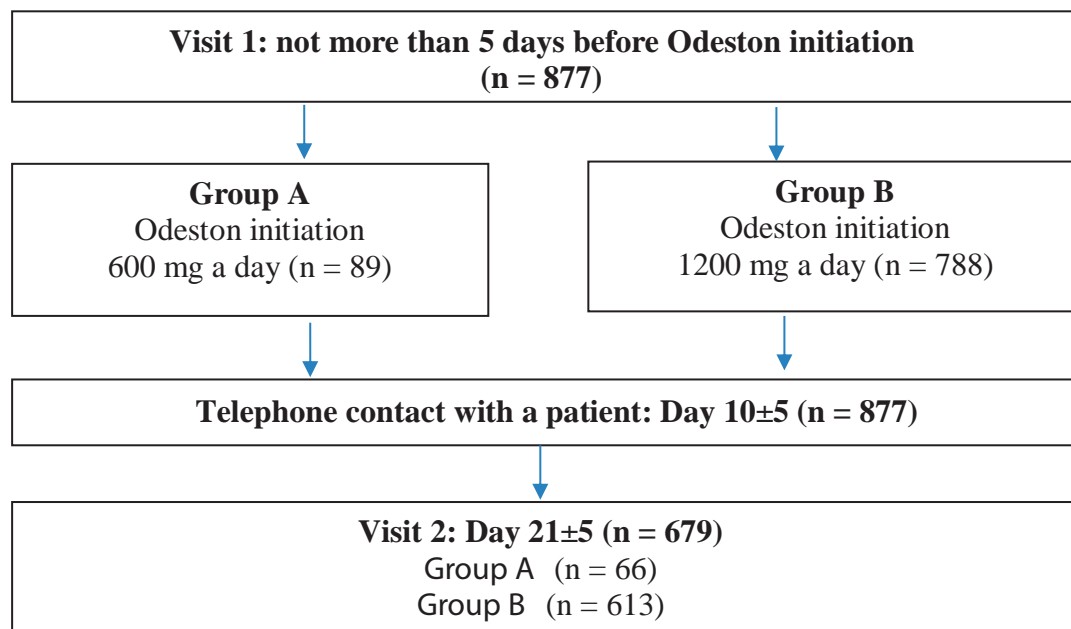 Visit 1: not more than 5 days before Odeston initiation
(n = 877)
Group A
Odeston initiation
600 mg a day (n = 89)
Group B
Odeston initiation
1200 mg a day (n = 788)
Telephone contact with a patient: Day 10±5 (n = 877)
Visit 2: Day 21±5 (n = 679)
Group A (n = 66)
Group B (n = 613)